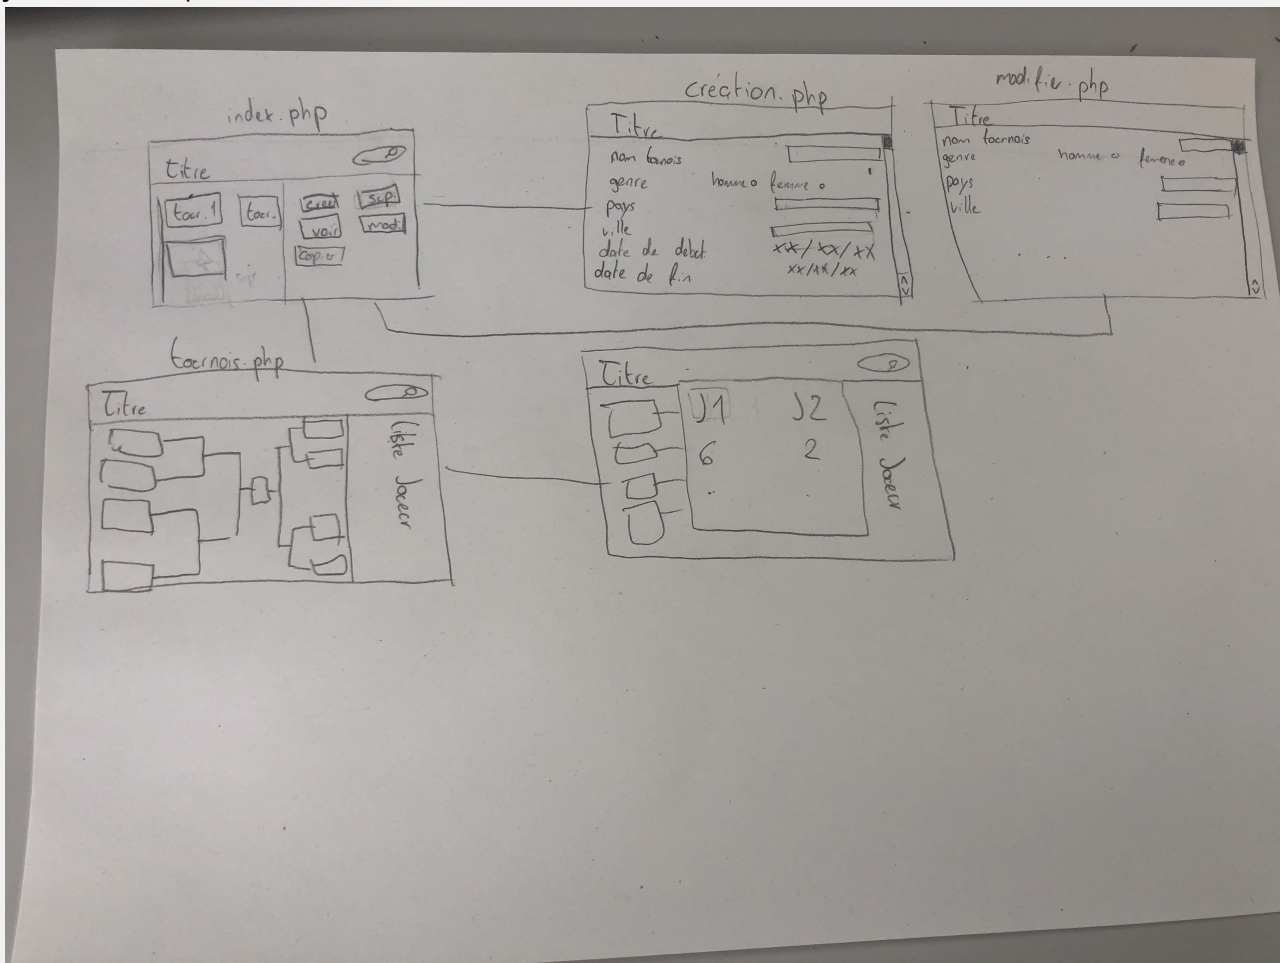 index.php
Titre
tour.1
tour.
creer
sup.
voir
modi
copier
création.php
Titre
nom tournois
genre homme o femme o
pays
ville
date de debut xx/xx/xx
date de fin xx/xx/xx
modifier.php
Titre
nom tournois
genre homme o femme o
pays
ville
. . .
tournois.php
Titre
Liste Joueur
Titre
J1 J2
6 2
. .
Liste Joueur